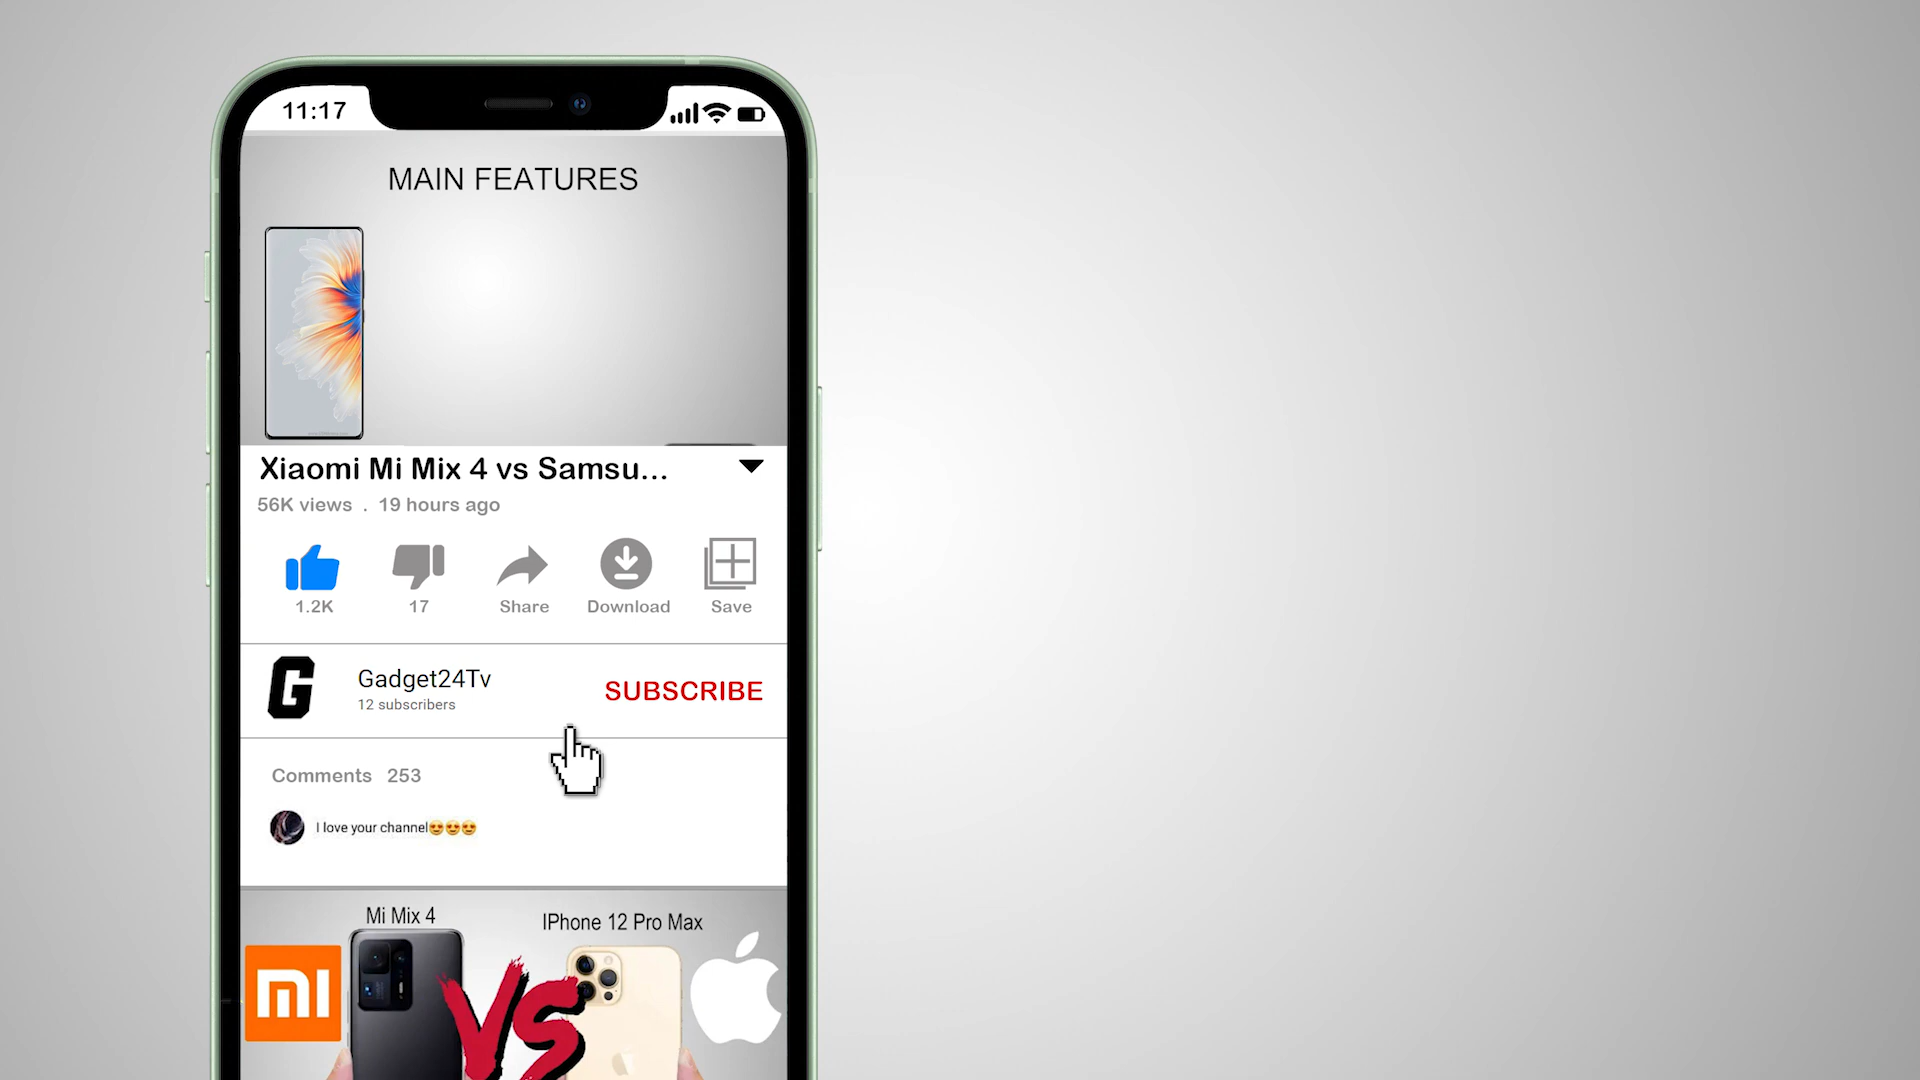 11:17
MAIN FEATURES
Xiaomi Mi Mix 4 vs Samsu...
56K views . 19 hours ago
1.2K 17 Share Download Save
G
Gadget24Tv
12 subscribers
SUBSCRIBE
Comments 253
I love your channel😍😍😍
Mi Mix 4
IPhone 12 Pro Max
mi
VS